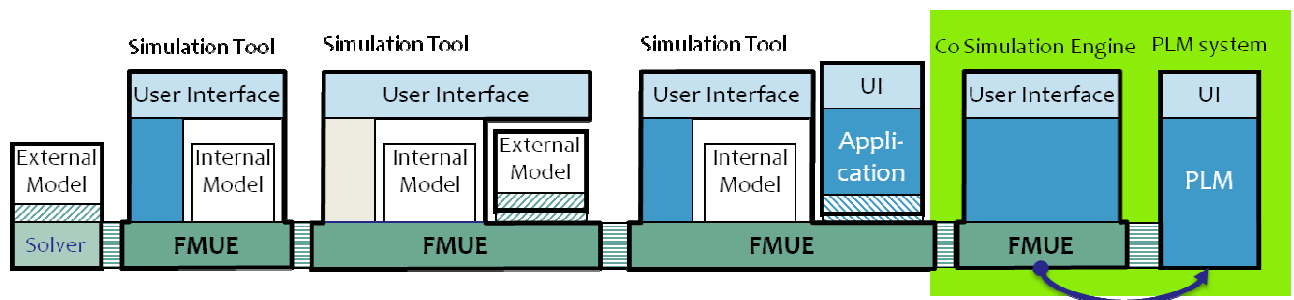 Simulation Tool
Simulation Tool
Simulation Tool
Co Simulation Engine
PLM system
User Interface
User Interface
User Interface
UI
User Interface
UI
External
Model
Internal
Model
Internal
Model
External
Model
Internal
Model
Appli-
cation
PLM
Solver
FMUE
FMUE
FMUE
FMUE